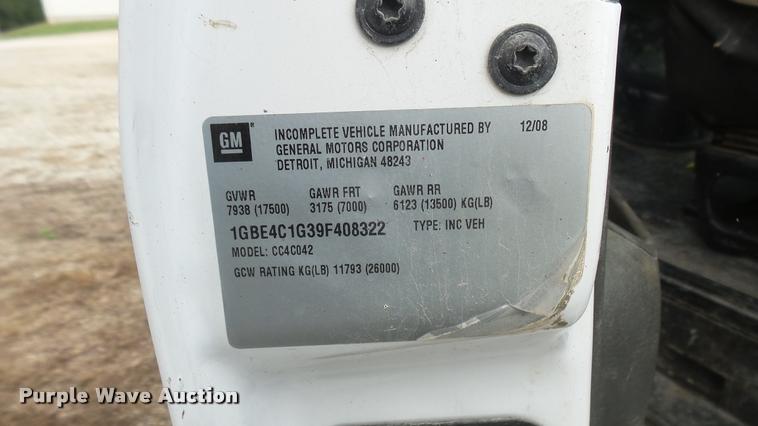 GM ® INCOMPLETE VEHICLE MANUFACTURED BY 12/08
GENERAL MOTORS CORPORATION
DETROIT, MICHIGAN 48243
GVWR GAWR FRT GAWR RR
7938 (17500) 3175 (7000) 6123 (13500) KG(LB)
1GBE4C1G39F408322 TYPE: INC VEH
MODEL: CC4C042
GCW RATING KG(LB) 11793 (26000)
Purple Wave Auction